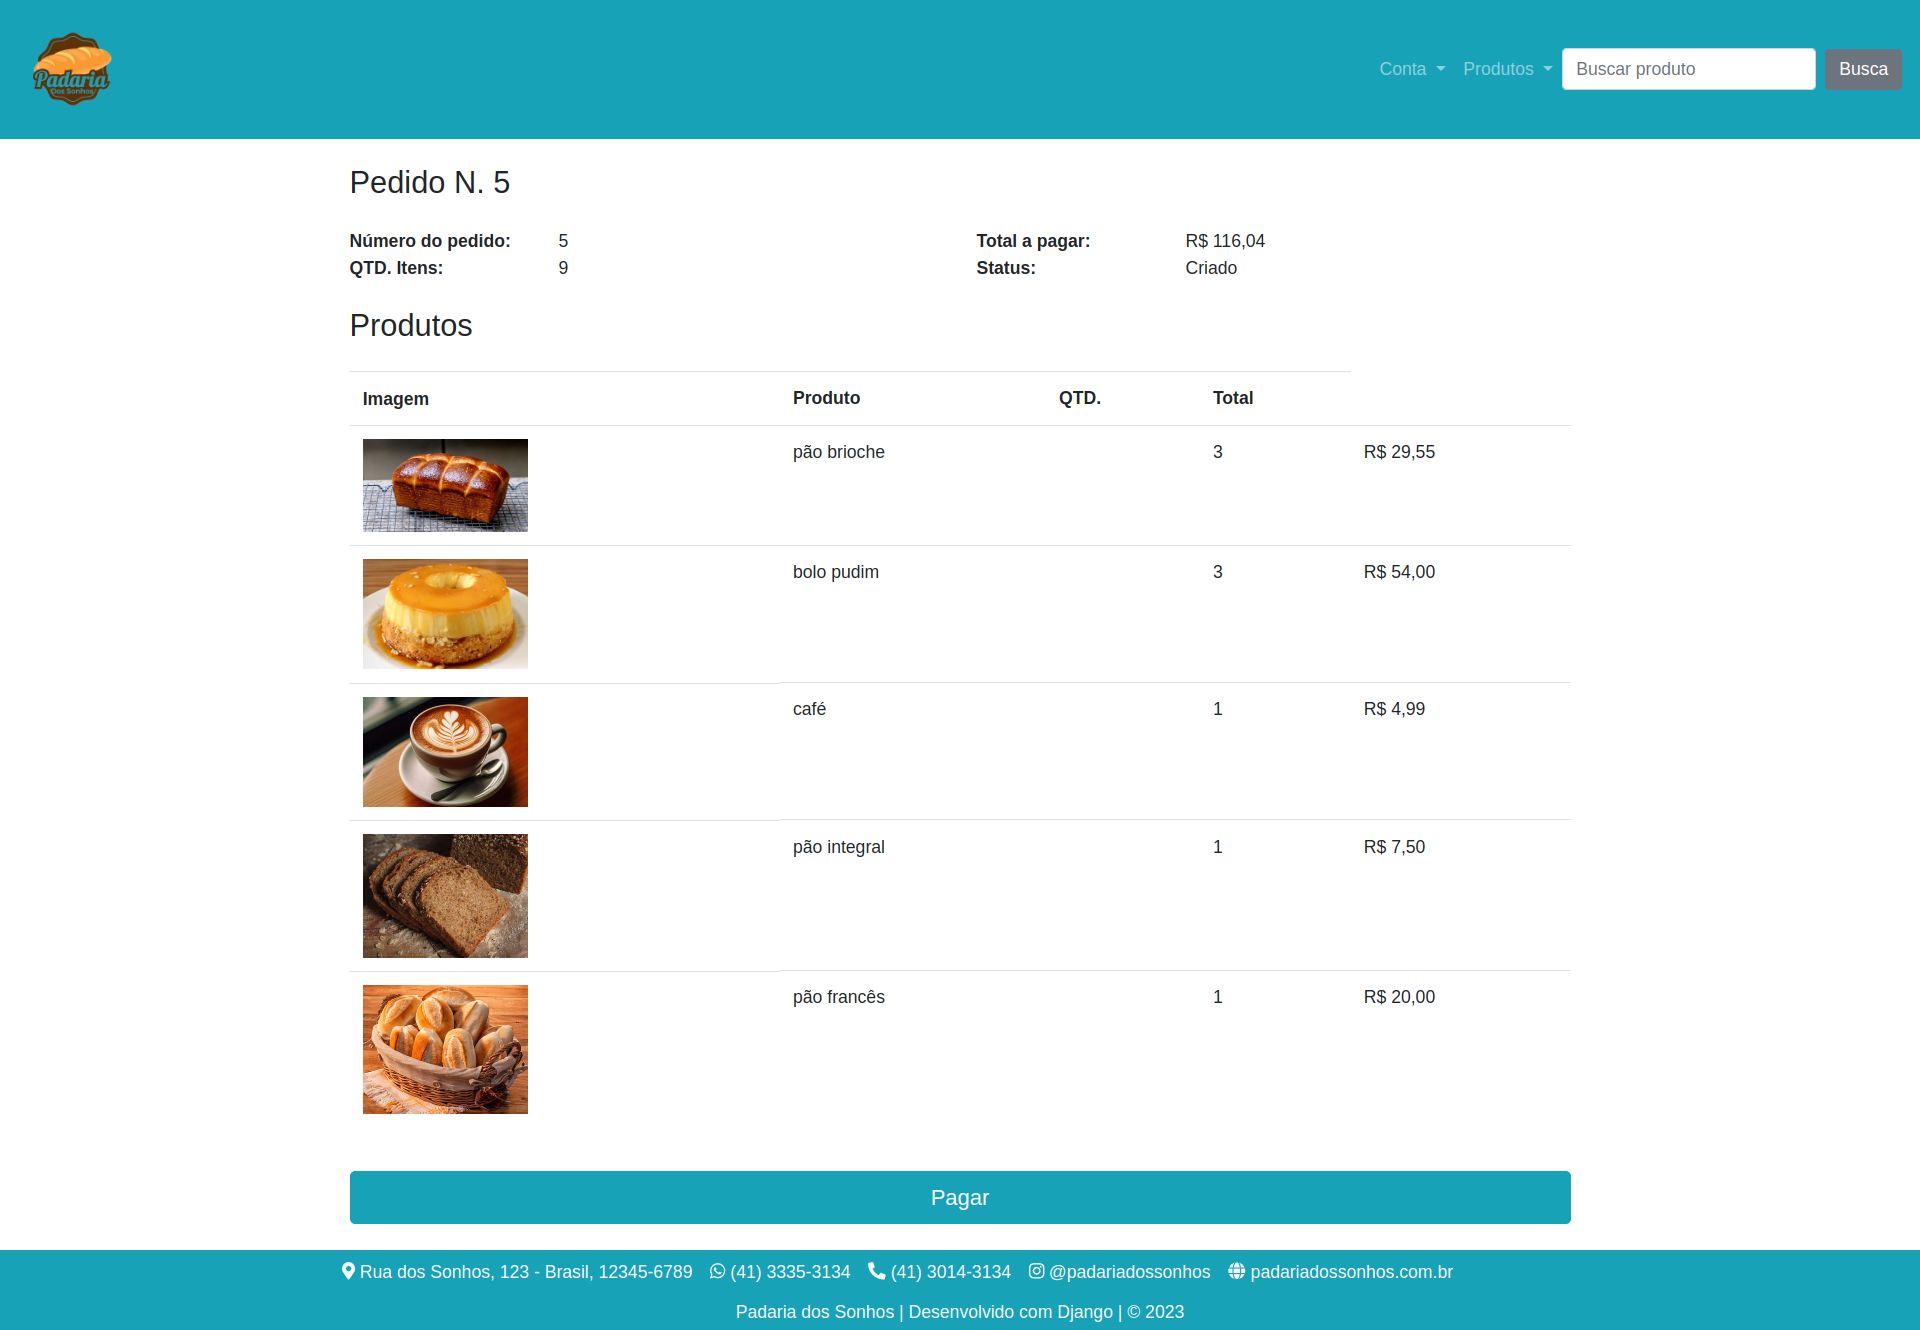 Padaria
Dos Sonhos
Conta Produtos Buscar produto Busca
Pedido N. 5
Número do pedido: 5 Total a pagar: R$ 116,04
QTD. Itens: 9 Status: Criado
Produtos
Imagem Produto QTD. Total
pão brioche 3 R$ 29,55
bolo pudim 3 R$ 54,00
café 1 R$ 4,99
pão integral 1 R$ 7,50
pão francês 1 R$ 20,00
Pagar
Rua dos Sonhos, 123 - Brasil, 12345-6789 (41) 3335-3134 (41) 3014-3134 @padariadossonhos padariadossonhos.com.br
Padaria dos Sonhos | Desenvolvido com Django | © 2023